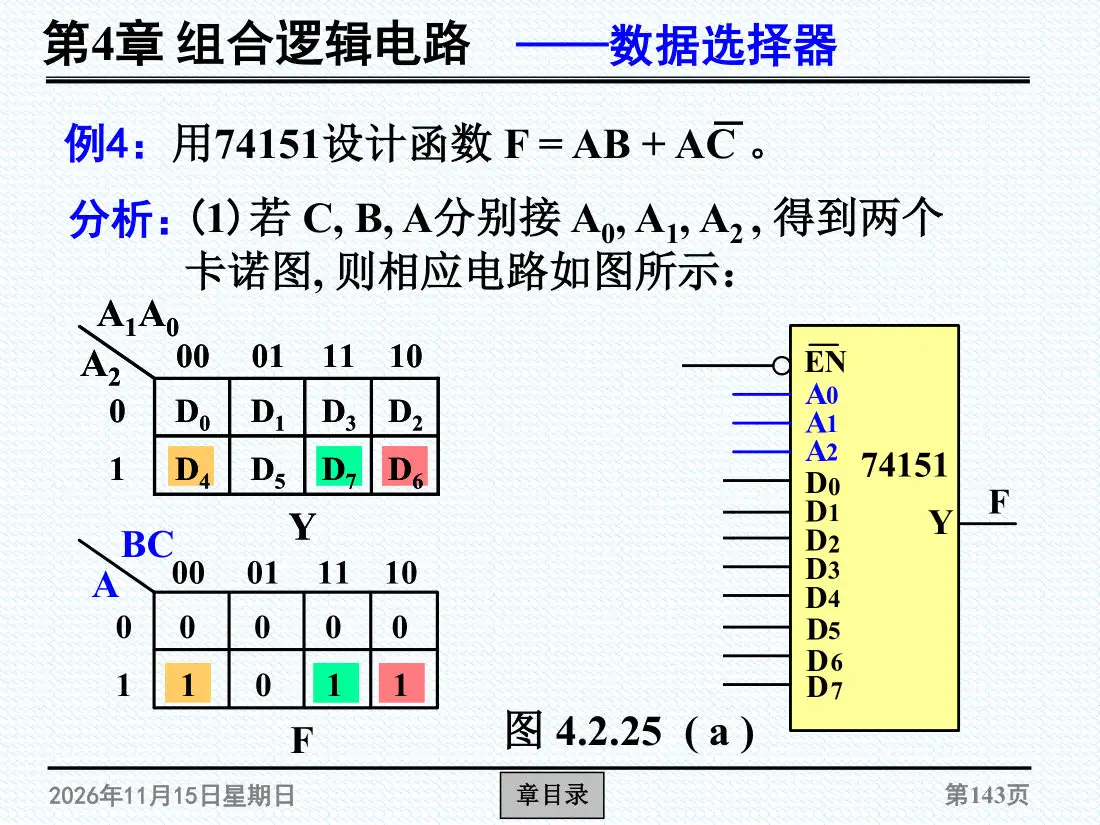 第4章 组合逻辑电路 ——数据选择器
例4：用74151设计函数 F = AB + AC̅ 。
分析：(1) 若 C, B, A分别接 A₀, A₁, A₂ , 得到两个
卡诺图, 则相应电路如图所示：
A₁A₀
A₂ 00 01 11 10
0 D₀ D₁ D₃ D₂
1 D₄ D₅ D₇ D₆
Y
BC
A 00 01 11 10
0 0 0 0 0
1 1 0 1 1
F
E̅N̅
A0
A1
A2
74151
D0
D1
D2
D3
D4
D5
D6
D7
Y
F
图 4.2.25 ( a )
2026年11月15日星期日
章目录
第143页